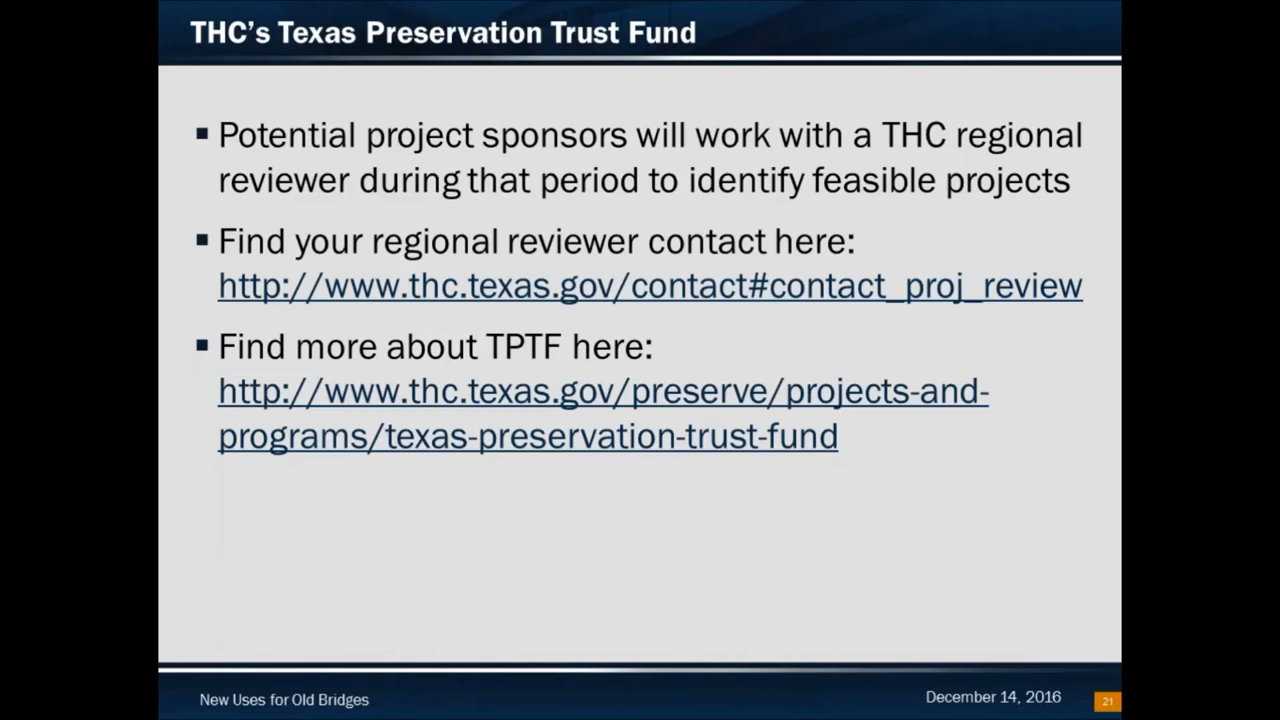 THC's Texas Preservation Trust Fund
▪ Potential project sponsors will work with a THC regional
reviewer during that period to identify feasible projects
▪ Find your regional reviewer contact here:
http://www.thc.texas.gov/contact#contact_proj_review
▪ Find more about TPTF here:
http://www.thc.texas.gov/preserve/projects-and-
programs/texas-preservation-trust-fund
New Uses for Old Bridges
December 14, 2016
21